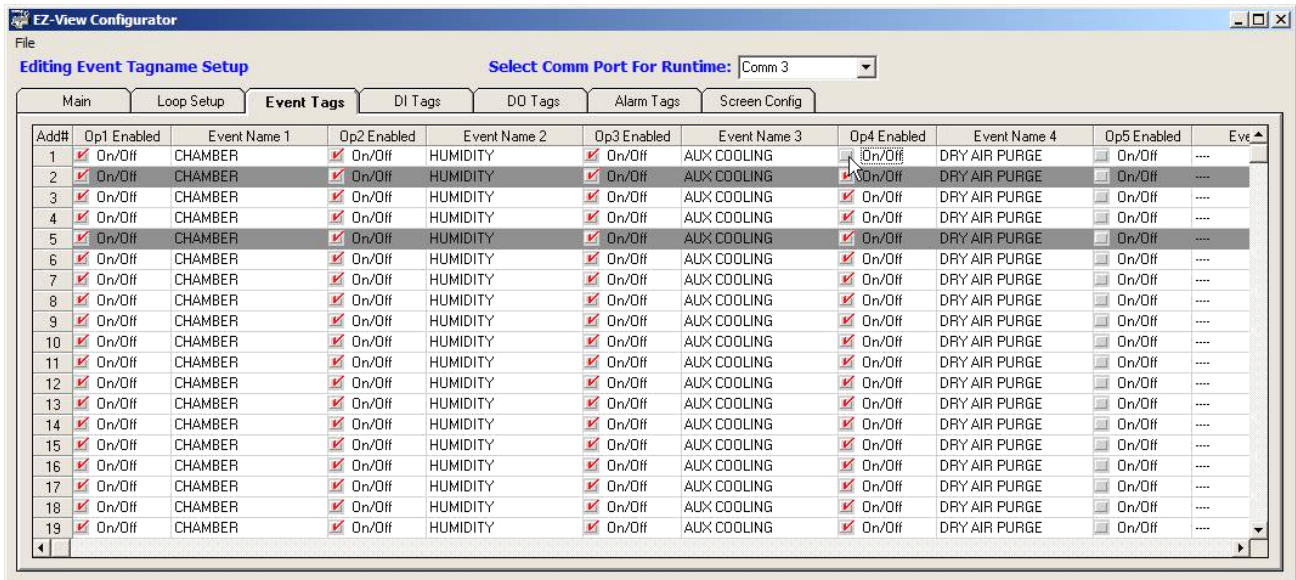 EZ-View Configurator
File
Editing Event Tagname Setup Select Comm Port For Runtime: Comm 3
Main Loop Setup Event Tags DI Tags DO Tags Alarm Tags Screen Config
Add# Op1 Enabled Event Name 1 Op2 Enabled Event Name 2 Op3 Enabled Event Name 3 Op4 Enabled Event Name 4 Op5 Enabled Eve
1 On/Off CHAMBER On/Off HUMIDITY On/Off AUX COOLING On/Off DRY AIR PURGE On/Off ----
2 On/Off CHAMBER On/Off HUMIDITY On/Off AUX COOLING On/Off DRY AIR PURGE On/Off ----
3 On/Off CHAMBER On/Off HUMIDITY On/Off AUX COOLING On/Off DRY AIR PURGE On/Off ----
4 On/Off CHAMBER On/Off HUMIDITY On/Off AUX COOLING On/Off DRY AIR PURGE On/Off ----
5 On/Off CHAMBER On/Off HUMIDITY On/Off AUX COOLING On/Off DRY AIR PURGE On/Off ----
6 On/Off CHAMBER On/Off HUMIDITY On/Off AUX COOLING On/Off DRY AIR PURGE On/Off ----
7 On/Off CHAMBER On/Off HUMIDITY On/Off AUX COOLING On/Off DRY AIR PURGE On/Off ----
8 On/Off CHAMBER On/Off HUMIDITY On/Off AUX COOLING On/Off DRY AIR PURGE On/Off ----
9 On/Off CHAMBER On/Off HUMIDITY On/Off AUX COOLING On/Off DRY AIR PURGE On/Off ----
10 On/Off CHAMBER On/Off HUMIDITY On/Off AUX COOLING On/Off DRY AIR PURGE On/Off ----
11 On/Off CHAMBER On/Off HUMIDITY On/Off AUX COOLING On/Off DRY AIR PURGE On/Off ----
12 On/Off CHAMBER On/Off HUMIDITY On/Off AUX COOLING On/Off DRY AIR PURGE On/Off ----
13 On/Off CHAMBER On/Off HUMIDITY On/Off AUX COOLING On/Off DRY AIR PURGE On/Off ----
14 On/Off CHAMBER On/Off HUMIDITY On/Off AUX COOLING On/Off DRY AIR PURGE On/Off ----
15 On/Off CHAMBER On/Off HUMIDITY On/Off AUX COOLING On/Off DRY AIR PURGE On/Off ----
16 On/Off CHAMBER On/Off HUMIDITY On/Off AUX COOLING On/Off DRY AIR PURGE On/Off ----
17 On/Off CHAMBER On/Off HUMIDITY On/Off AUX COOLING On/Off DRY AIR PURGE On/Off ----
18 On/Off CHAMBER On/Off HUMIDITY On/Off AUX COOLING On/Off DRY AIR PURGE On/Off ----
19 On/Off CHAMBER On/Off HUMIDITY On/Off AUX COOLING On/Off DRY AIR PURGE On/Off ----